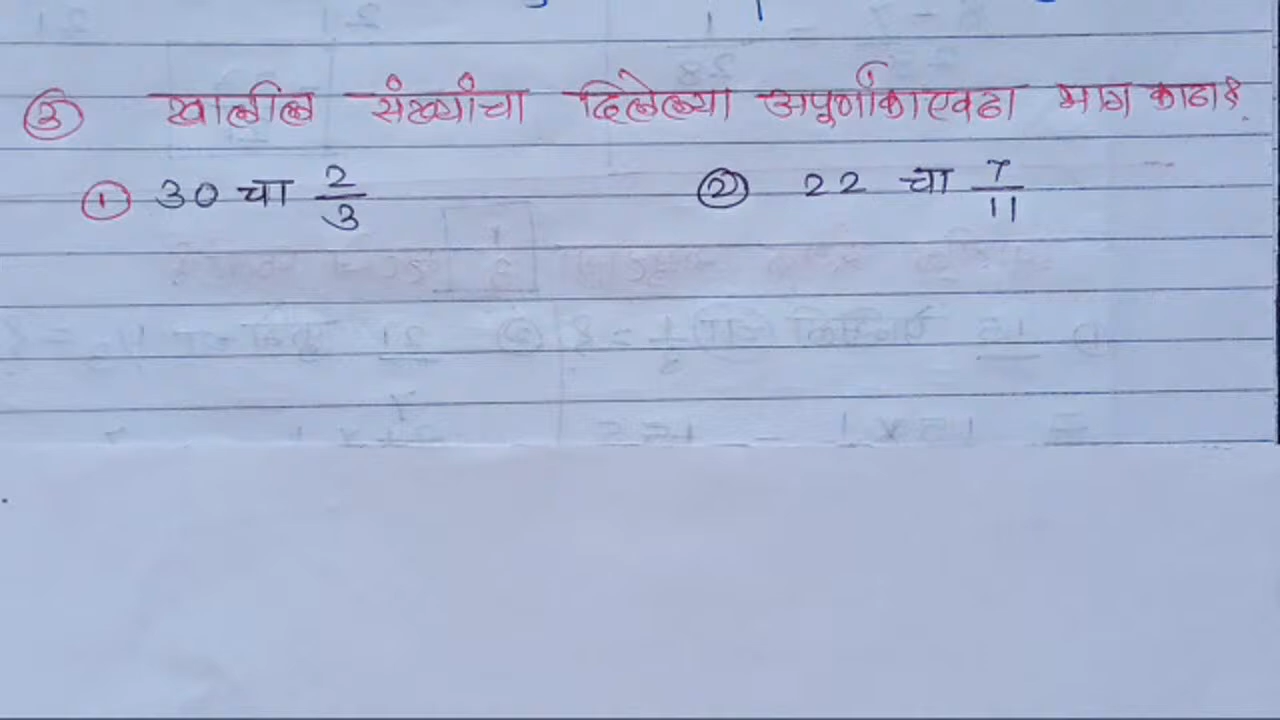 ③ खालील संख्यांचा दिलेल्या अपूर्णांकाएवढा भाग काढा?
① 30 चा 2/3 ② 22 चा 7/11